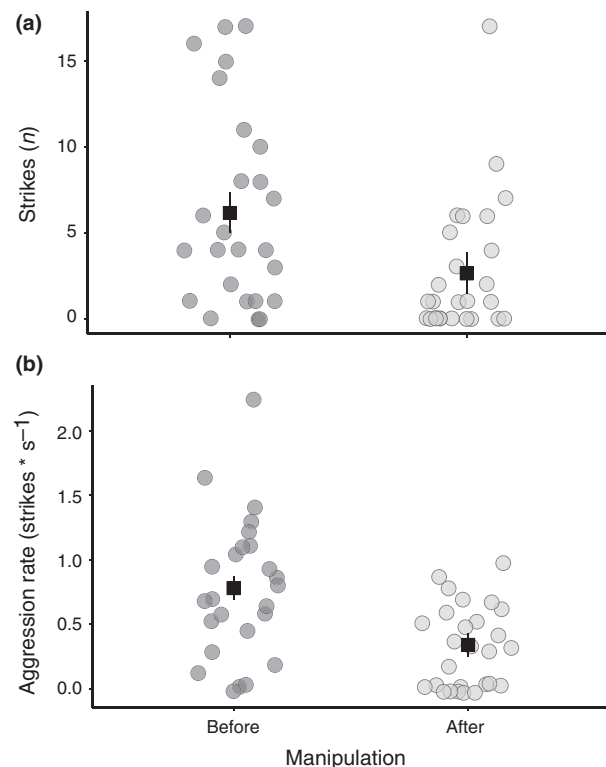 (a)
Strikes (n)
15
10
5
0
(b)
Aggression rate (strikes * s–1)
2.0
1.5
1.0
0.5
0.0
Before
After
Manipulation